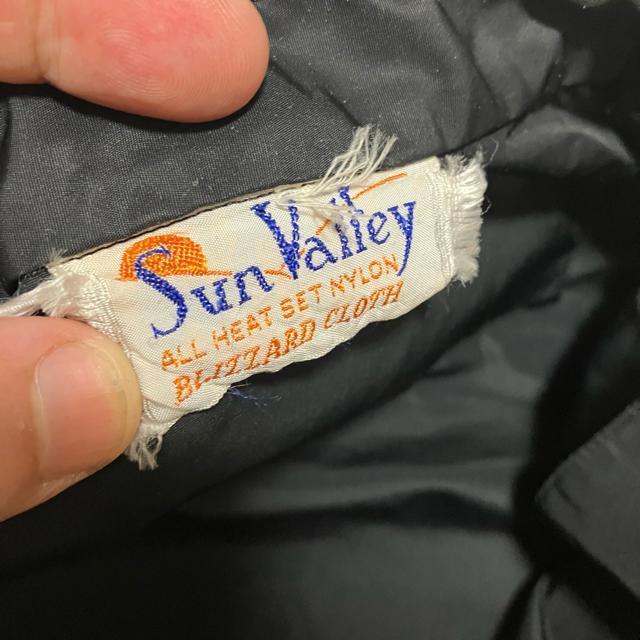 Sun Valley
ALL HEAT SET NYLON
BLIZZARD CLOTH